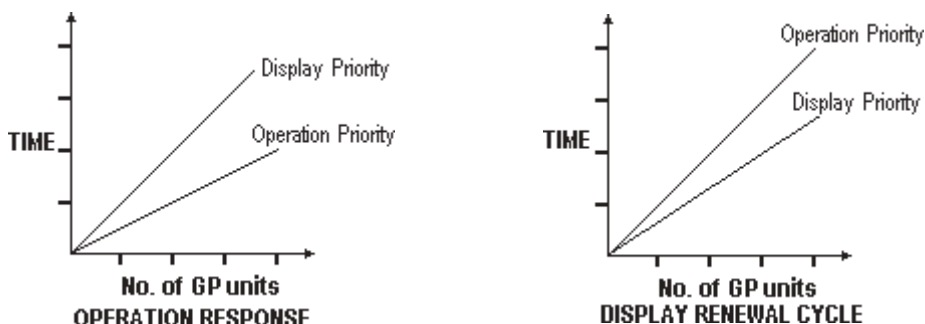 Display Priority
Operation Priority
TIME
No. of GP units
OPERATION RESPONSE
Operation Priority
Display Priority
TIME
No. of GP units
DISPLAY RENEWAL CYCLE